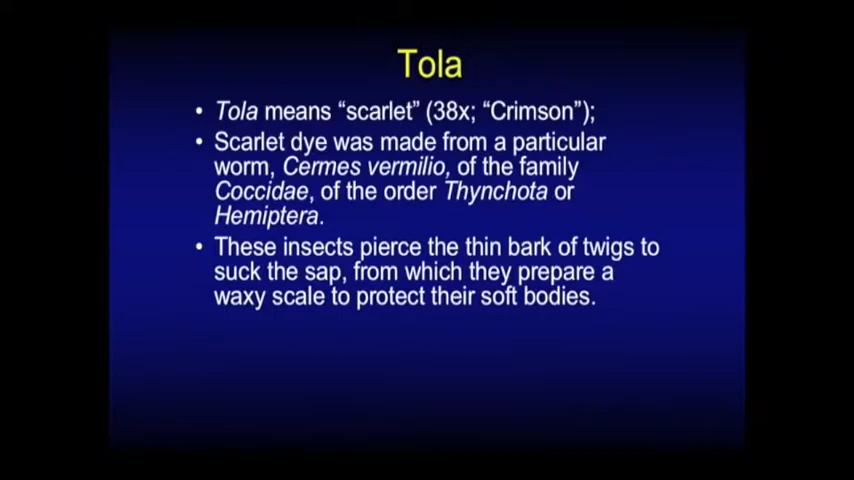 Tola
• Tola means “scarlet” (38x; “Crimson”);
• Scarlet dye was made from a particular
worm, Cermes vermilio, of the family
Coccidae, of the order Thynchota or
Hemiptera.
• These insects pierce the thin bark of twigs to
suck the sap, from which they prepare a
waxy scale to protect their soft bodies.